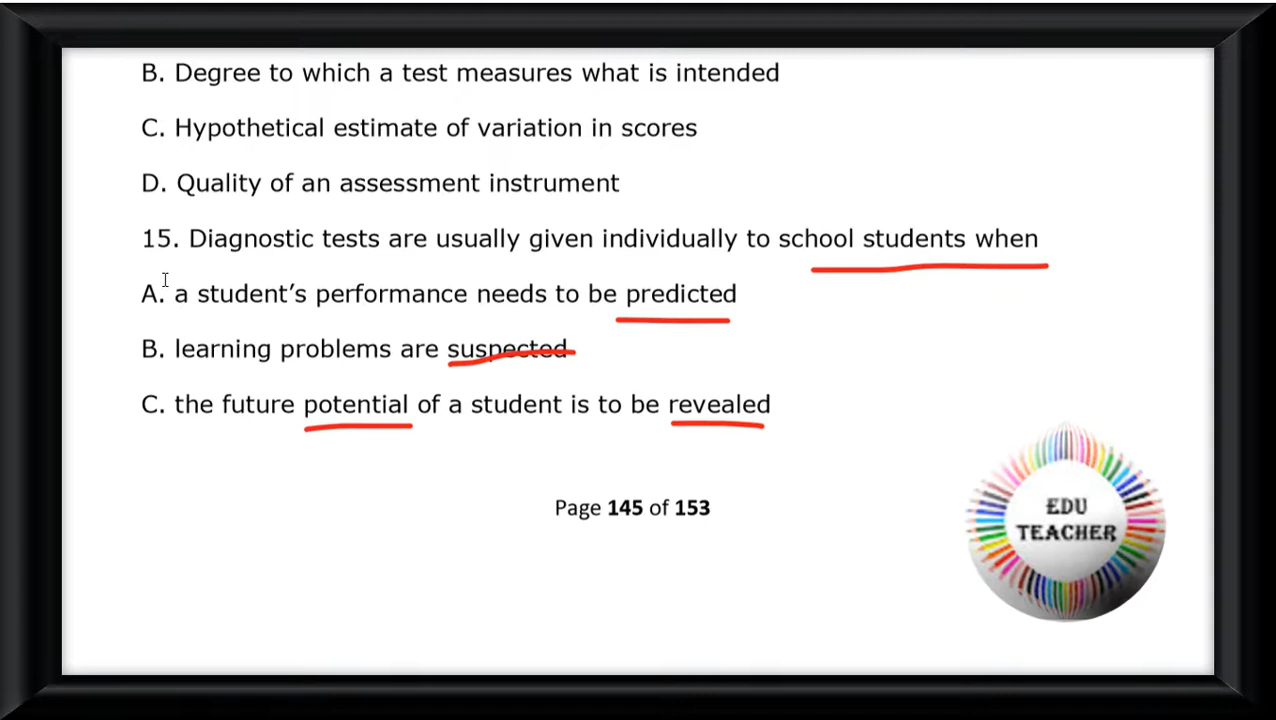 B. Degree to which a test measures what is intended
C. Hypothetical estimate of variation in scores
D. Quality of an assessment instrument
15. Diagnostic tests are usually given individually to school students when
A. a student’s performance needs to be predicted
B. learning problems are suspected
C. the future potential of a student is to be revealed
Page 145 of 153
EDU
TEACHER